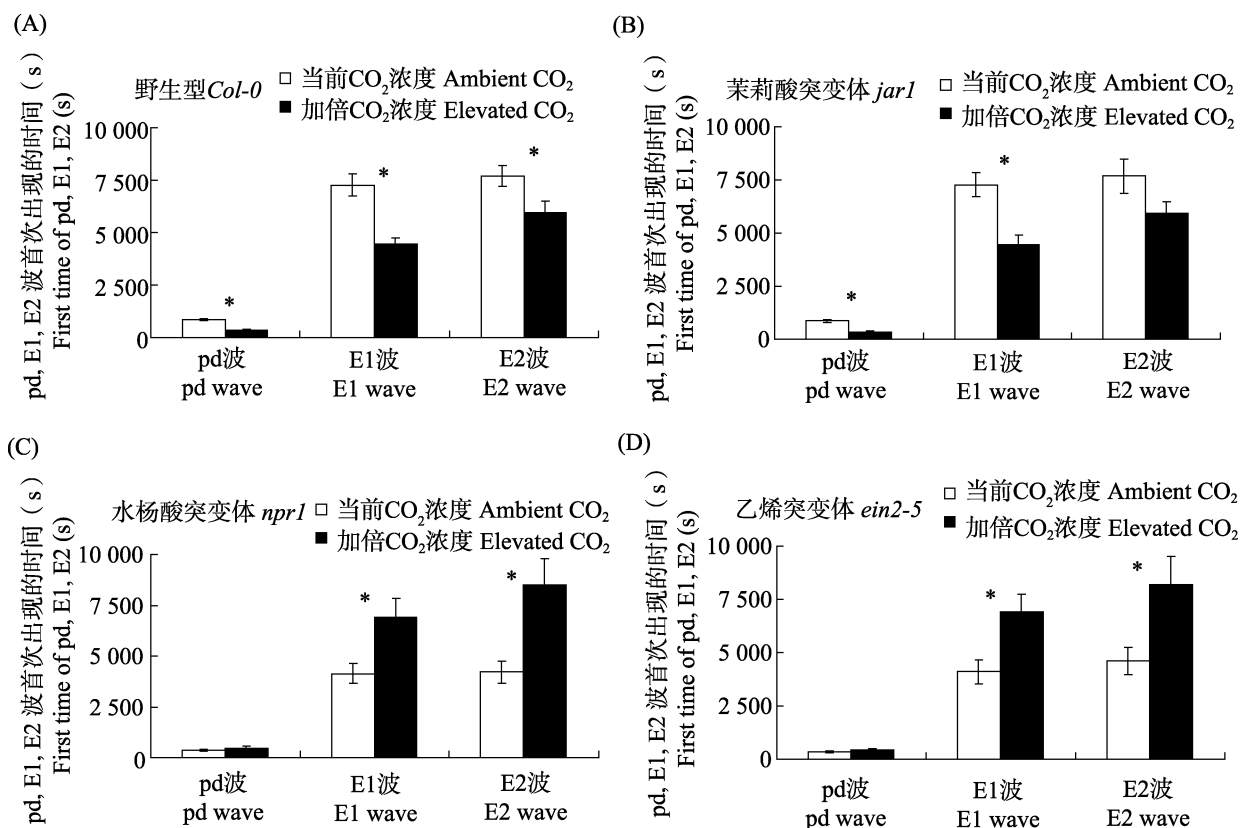 (A)
pd, E1, E2 波首次出现的时间（s）
First time of pd, E1, E2 (s)
野生型Col-0
当前CO₂浓度 Ambient CO₂
加倍CO₂浓度 Elevated CO₂
10 000
7 500
5 000
2 500
0
*
*
*
pd波
pd wave
E1波
E1 wave
E2波
E2 wave
(B)
pd, E1, E2 波首次出现的时间（s）
First time of pd, E1, E2 (s)
茉莉酸突变体 jar1
当前CO₂浓度 Ambient CO₂
加倍CO₂浓度 Elevated CO₂
10 000
7 500
5 000
2 500
0
*
*
pd波
pd wave
E1波
E1 wave
E2波
E2 wave
(C)
pd, E1, E2 波首次出现的时间（s）
First time of pd, E1, E2 (s)
水杨酸突变体 npr1
当前CO₂浓度 Ambient CO₂
加倍CO₂浓度 Elevated CO₂
10 000
7 500
5 000
2 500
0
*
*
pd波
pd wave
E1波
E1 wave
E2波
E2 wave
(D)
pd, E1, E2 波首次出现的时间（s）
First time of pd, E1, E2 (s)
乙烯突变体 ein2-5
当前CO₂浓度 Ambient CO₂
加倍CO₂浓度 Elevated CO₂
10 000
7 500
5 000
2 500
0
*
*
pd波
pd wave
E1波
E1 wave
E2波
E2 wave